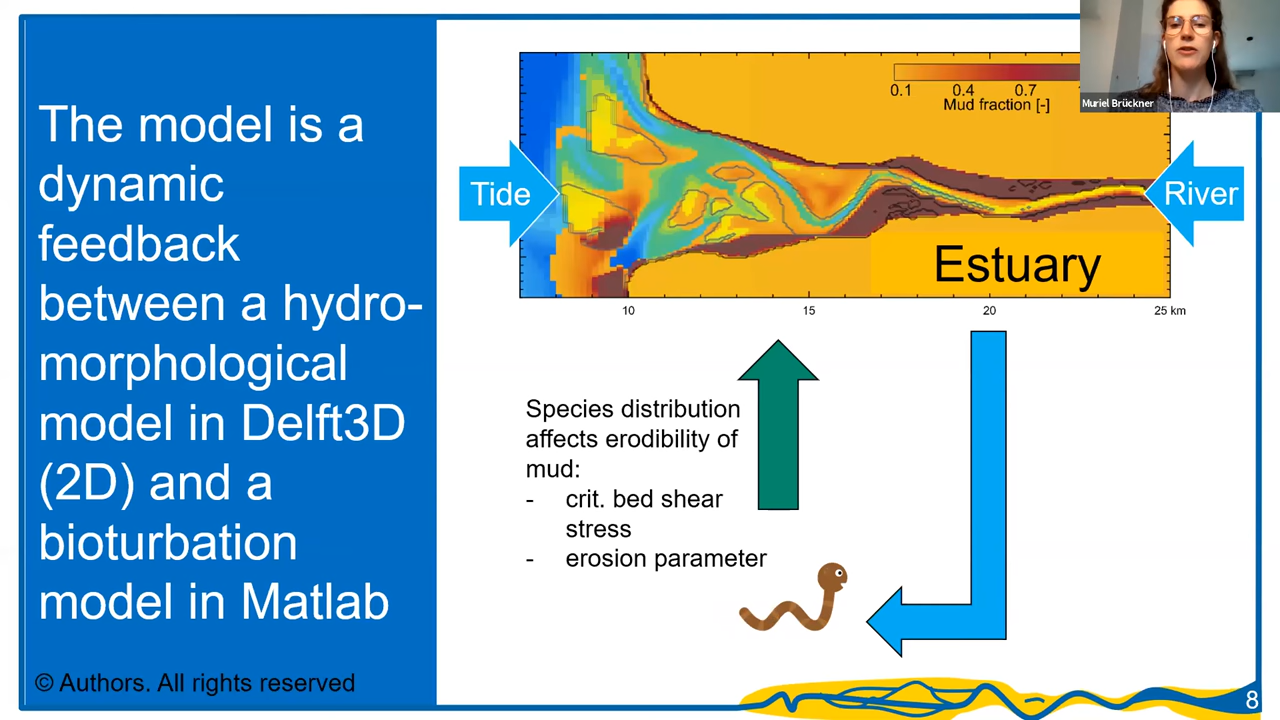 The model is a
dynamic
feedback
between a hydro-
morphological
model in Delft3D
(2D) and a
bioturbation
model in Matlab
© Authors. All rights reserved
Muriel Brückner
0.1 0.4 0.7
Mud fraction [-]
Tide
River
Estuary
10 15 20 25 km
Species distribution
affects erodibility of
mud:
- crit. bed shear
stress
- erosion parameter
8